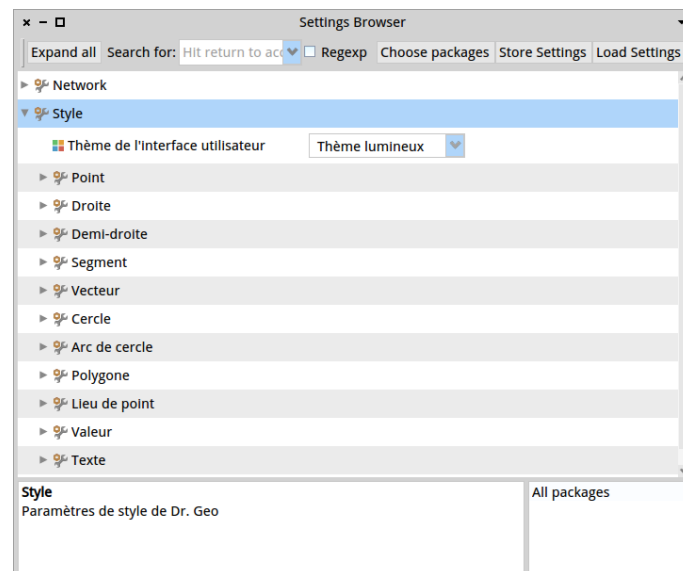 Settings Browser
Expand all Search for: Hit return to acc Regexp Choose packages Store Settings Load Settings
Network
Style
Thème de l'interface utilisateur Thème lumineux
Point
Droite
Demi-droite
Segment
Vecteur
Cercle
Arc de cercle
Polygone
Lieu de point
Valeur
Texte
Style All packages
Paramètres de style de Dr. Geo